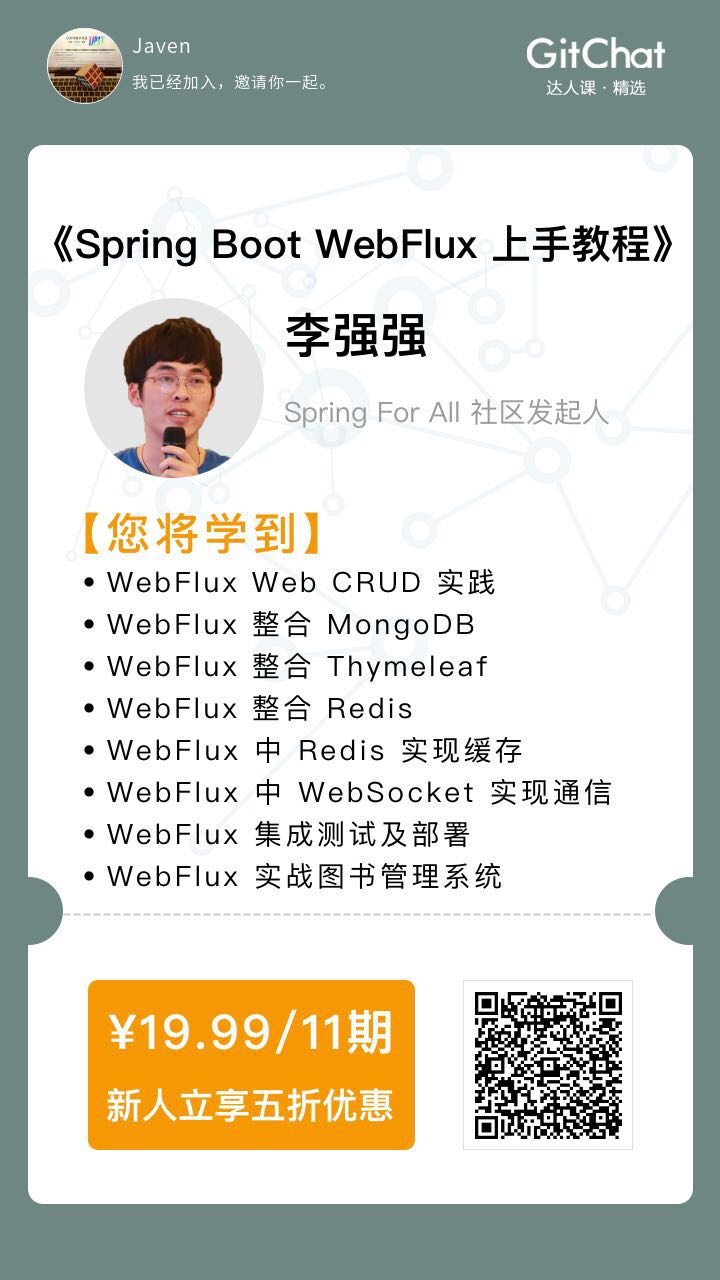 Javen
我已经加入，邀请你一起。
GitChat
达人课 · 精选
《Spring Boot WebFlux 上手教程》
李强强
Spring For All 社区发起人
【您将学到】
• WebFlux Web CRUD 实践
• WebFlux 整合 MongoDB
• WebFlux 整合 Thymeleaf
• WebFlux 整合 Redis
• WebFlux 中 Redis 实现缓存
• WebFlux 中 WebSocket 实现通信
• WebFlux 集成测试及部署
• WebFlux 实战图书管理系统
¥19.99/11期
新人立享五折优惠